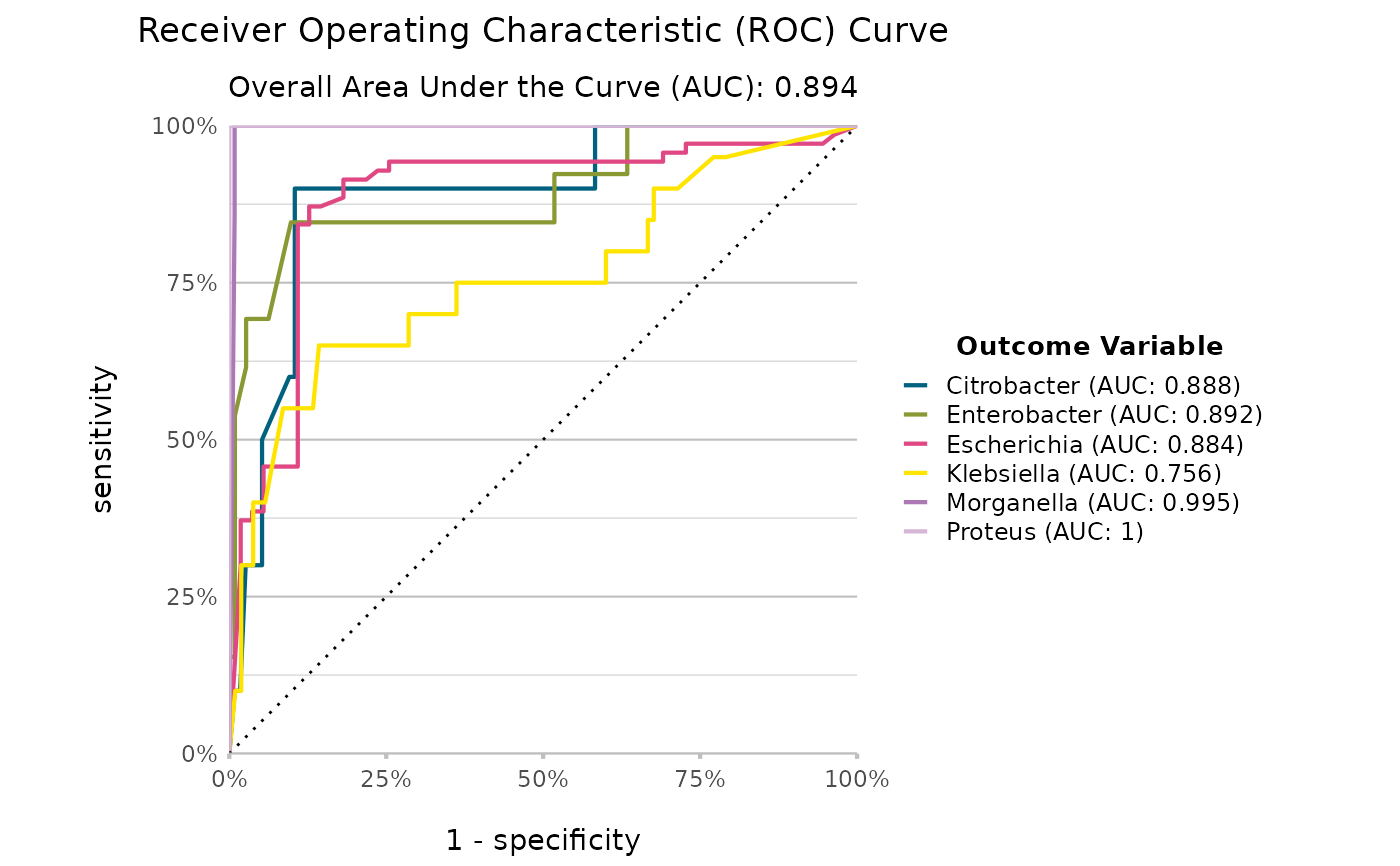 Receiver Operating Characteristic (ROC) Curve
Overall Area Under the Curve (AUC): 0.894
100%
75%
50%
25%
0%
sensitivity
0%
25%
50%
75%
100%
1 - specificity
Outcome Variable
Citrobacter (AUC: 0.888)
Enterobacter (AUC: 0.892)
Escherichia (AUC: 0.884)
Klebsiella (AUC: 0.756)
Morganella (AUC: 0.995)
Proteus (AUC: 1)